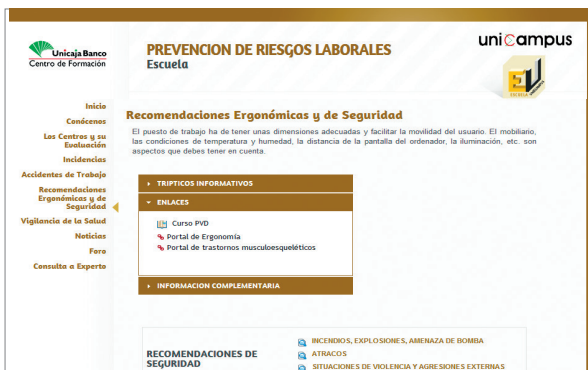 Unicaja Banco
Centro de Formación
PREVENCION DE RIESGOS LABORALES
Escuela
unicampus
EU
ESCUELA UNICAMPUS
Inicio
Conócenos
Los Centros y su
Evaluación
Incidencias
Accidentes de Trabajo
Recomendaciones
Ergonómicas y de
Seguridad
Vigilancia de la Salud
Noticias
Foro
Consulta a Experto
Recomendaciones Ergonómicas y de Seguridad
El puesto de trabajo ha de tener unas dimensiones adecuadas y facilitar la movilidad del usuario. El mobiliario,
las condiciones de temperatura y humedad, la distancia de la pantalla del ordenador, la iluminación, etc. son
aspectos que debes tener en cuenta.
TRIPTICOS INFORMATIVOS
ENLACES
Curso PVD
Portal de Ergonomía
Portal de trastornos musculoesqueléticos
INFORMACION COMPLEMENTARIA
RECOMENDACIONES DE
SEGURIDAD
INCENDIOS, EXPLOSIONES, AMENAZA DE BOMBA
ATRACOS
SITUACIONES DE VIOLENCIA Y AGRESIONES EXTERNAS